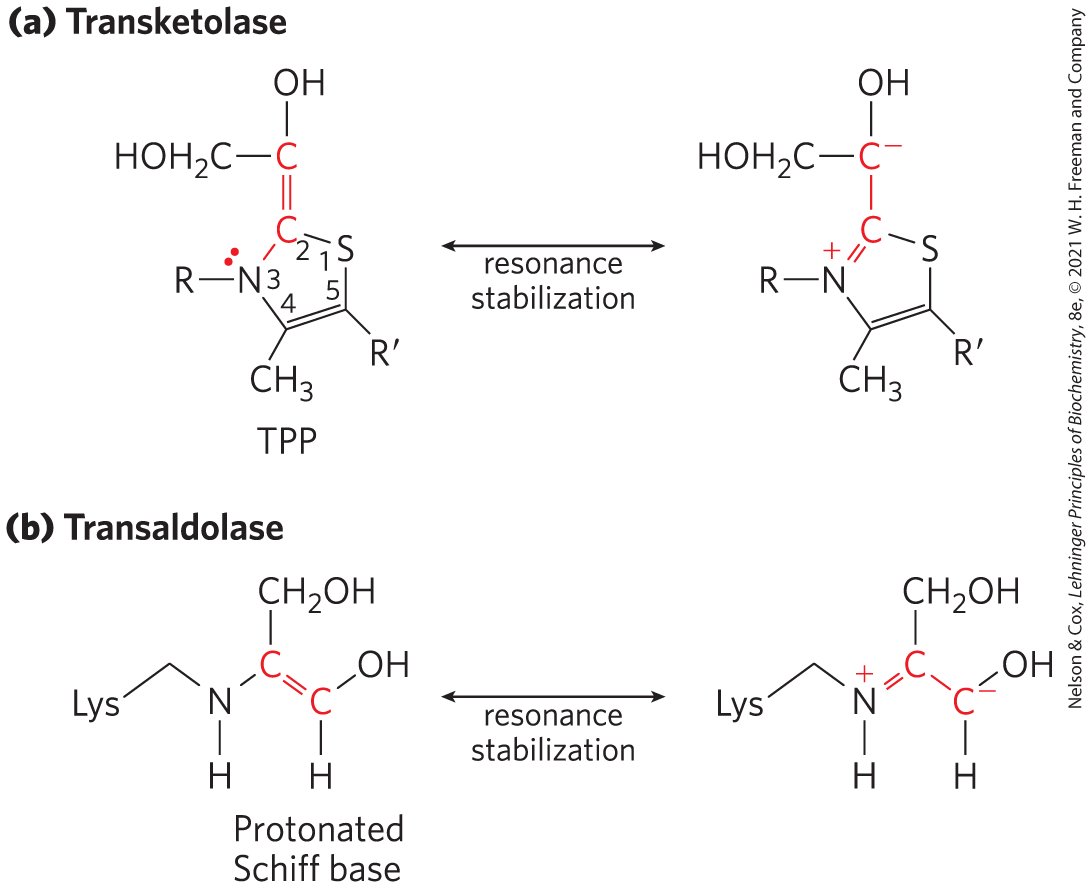 (a) Transketolase
OH
OH
HOH₂C—C
HOH₂C—C⁻
C
2
S
1
R—N
3
4
5
R′
CH₃
TPP
resonance
stabilization
C
S
+
R—N
R′
CH₃
(b) Transaldolase
CH₂OH
C
OH
Lys
N
C
H
H
Protonated
Schiff base
resonance
stabilization
CH₂OH
+
C
OH
Lys
N
C⁻
H
H
Nelson & Cox, Lehninger Principles of Biochemistry, 8e, © 2021 W. H. Freeman and Company